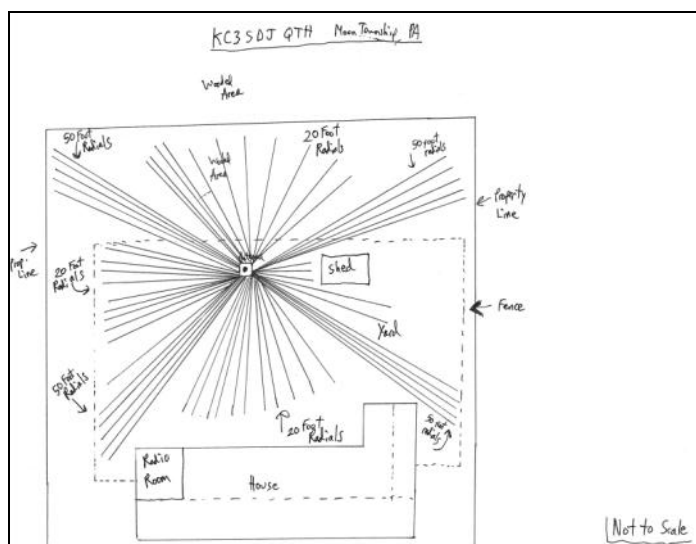 KC3SDJ QTH Moon Township, PA
Wooded
Area
50 Foot
Radials
20 Foot
Radials
50 foot
radials
Wooded
Area
Property
Line
Prop.
Line
20 Foot
Radials
Shed
Fence
Yard
50 Foot
Radials
20 Foot
Radials
50 foot
radials
Radio
Room
House
Not to Scale